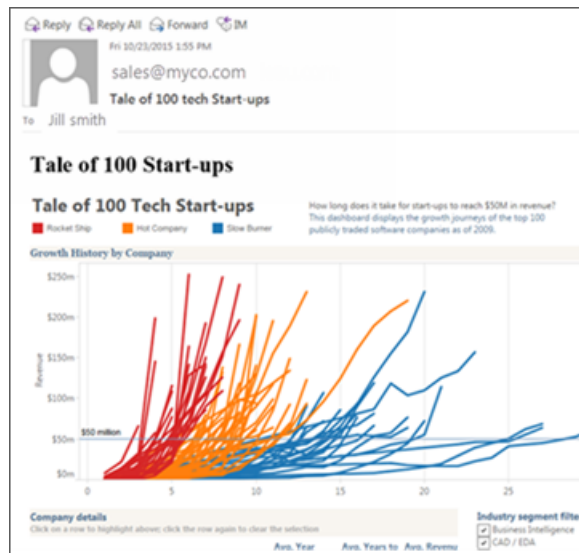 Reply Reply All Forward IM
Fri 10/23/2015 1:55 PM
sales@myco.com
Tale of 100 tech Start-ups
To Jill smith
Tale of 100 Start-ups
Tale of 100 Tech Start-ups
How long does it take for start-ups to reach $50M in revenue?
This dashboard displays the growth journeys of the top 100
publicly traded software companies as of 2009.
Rocket Ship Hot Company Slow Burner
Growth History by Company
$250m
$200m
$150m
Revenue
$100m
$50 million
$50m
$0m
0 5 10 15 20 25
Company details
Click on a row to highlight above; click the row again to clear the selection
Industry segment filte
Business Intelligence
CAD / EDA
Avg. Year Avg. Years to Avg. Revenu